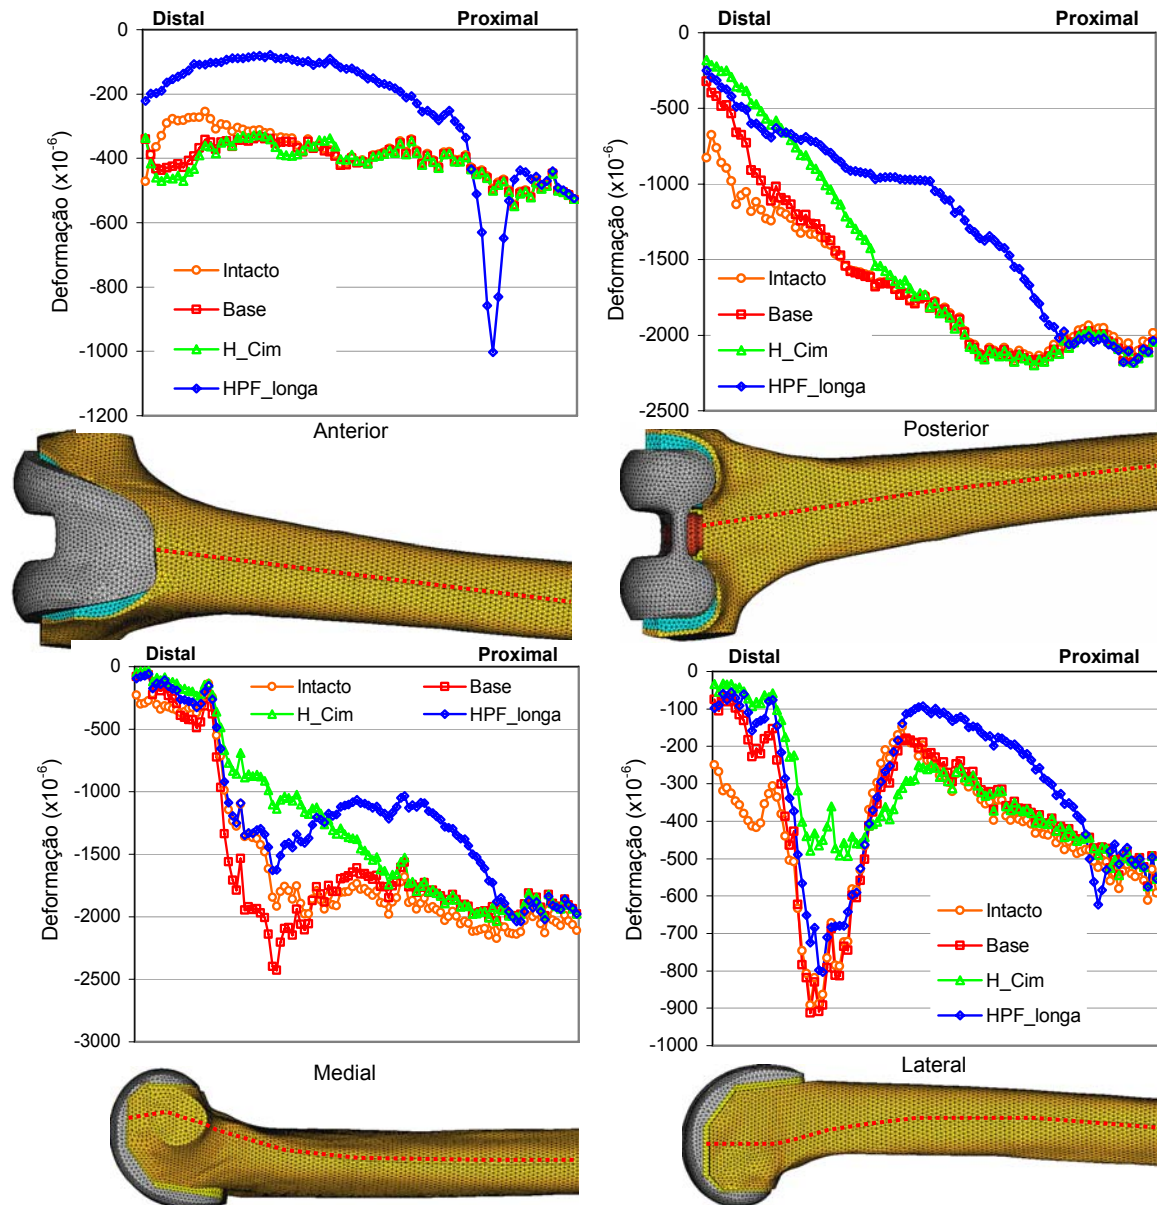 Distal Proximal
0
-200
-400
-600
-800
-1000
-1200
Deformação (x10⁻⁶)
Intacto
Base
H_Cim
HPF_longa
Anterior
Distal Proximal
0
-500
-1000
-1500
-2000
-2500
Deformação (x10⁻⁶)
Intacto
Base
H_Cim
HPF_longa
Posterior
Distal Proximal
0
-500
-1000
-1500
-2000
-2500
-3000
Deformação (x10⁻⁶)
Intacto Base
H_Cim HPF_longa
Medial
Distal Proximal
0
-100
-200
-300
-400
-500
-600
-700
-800
-900
-1000
Deformação (x10⁻⁶)
Intacto
Base
H_Cim
HPF_longa
Lateral